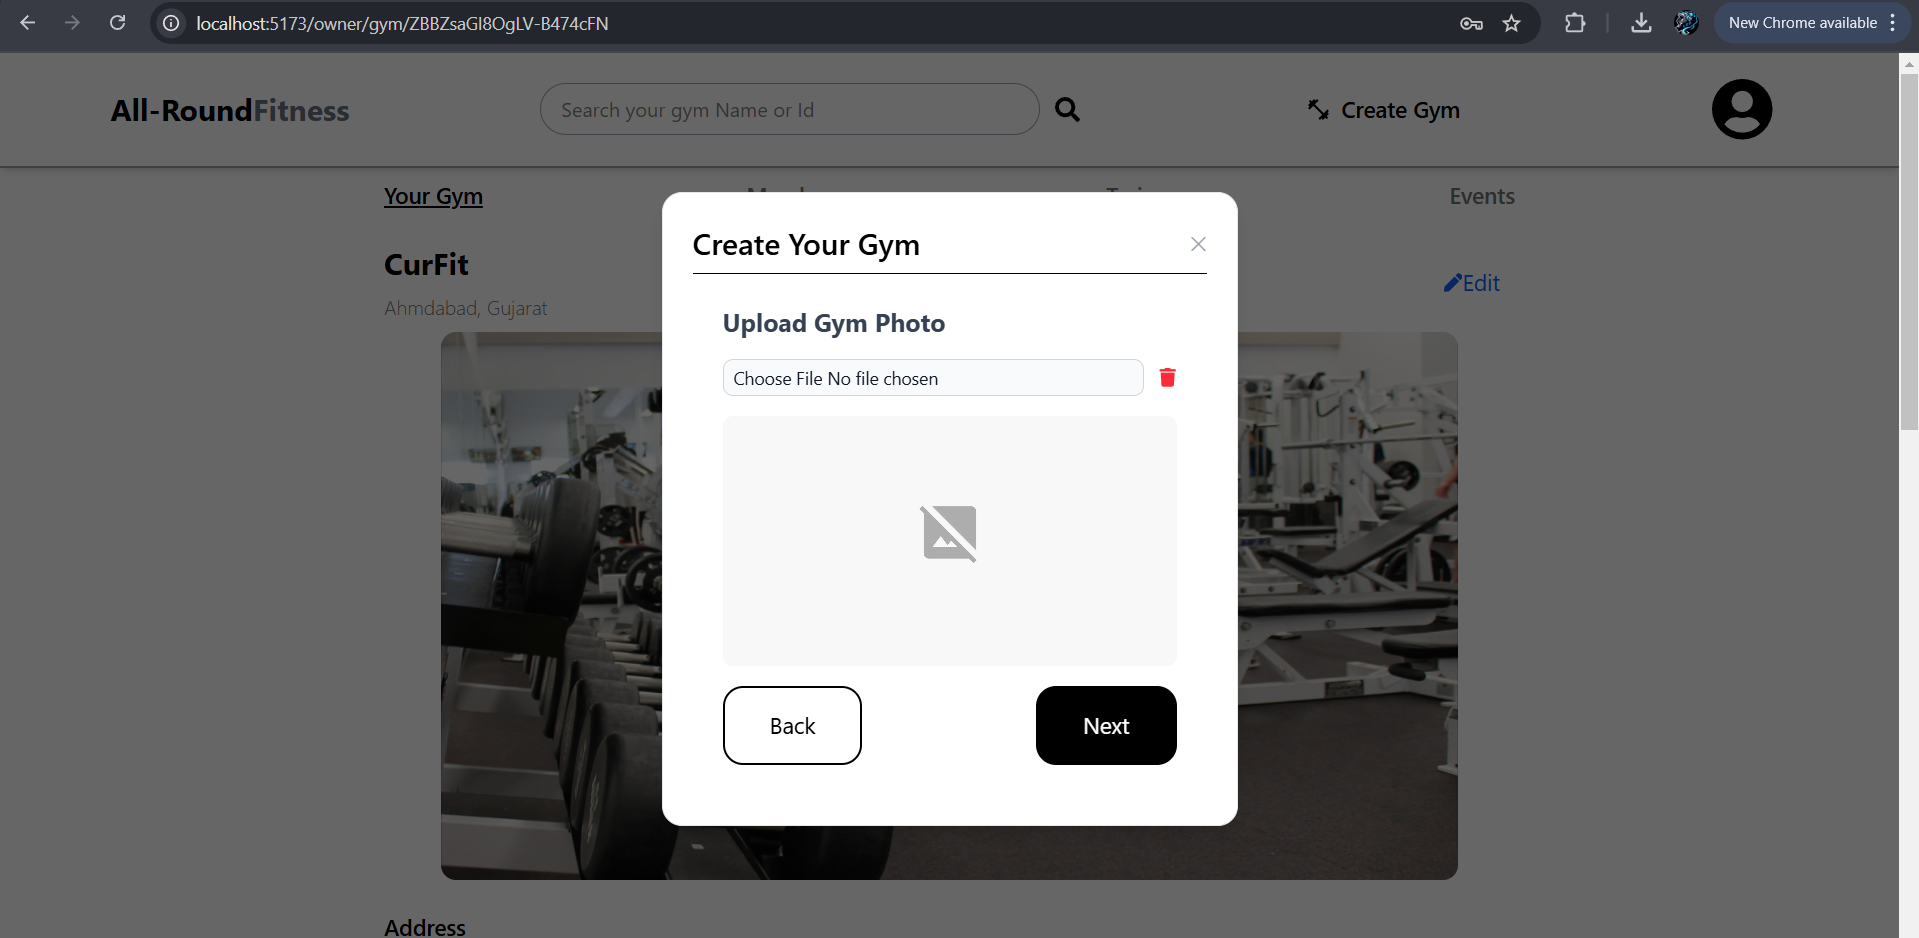 localhost:5173/owner/gym/ZBBZsaGl8OgLV-B474cFN
New Chrome available
All-RoundFitness
Search your gym Name or Id
Create Gym
Your Gym
Events
CurFit
Edit
Ahmdabad, Gujarat
Create Your Gym
Upload Gym Photo
Choose File No file chosen
Back
Next
Address